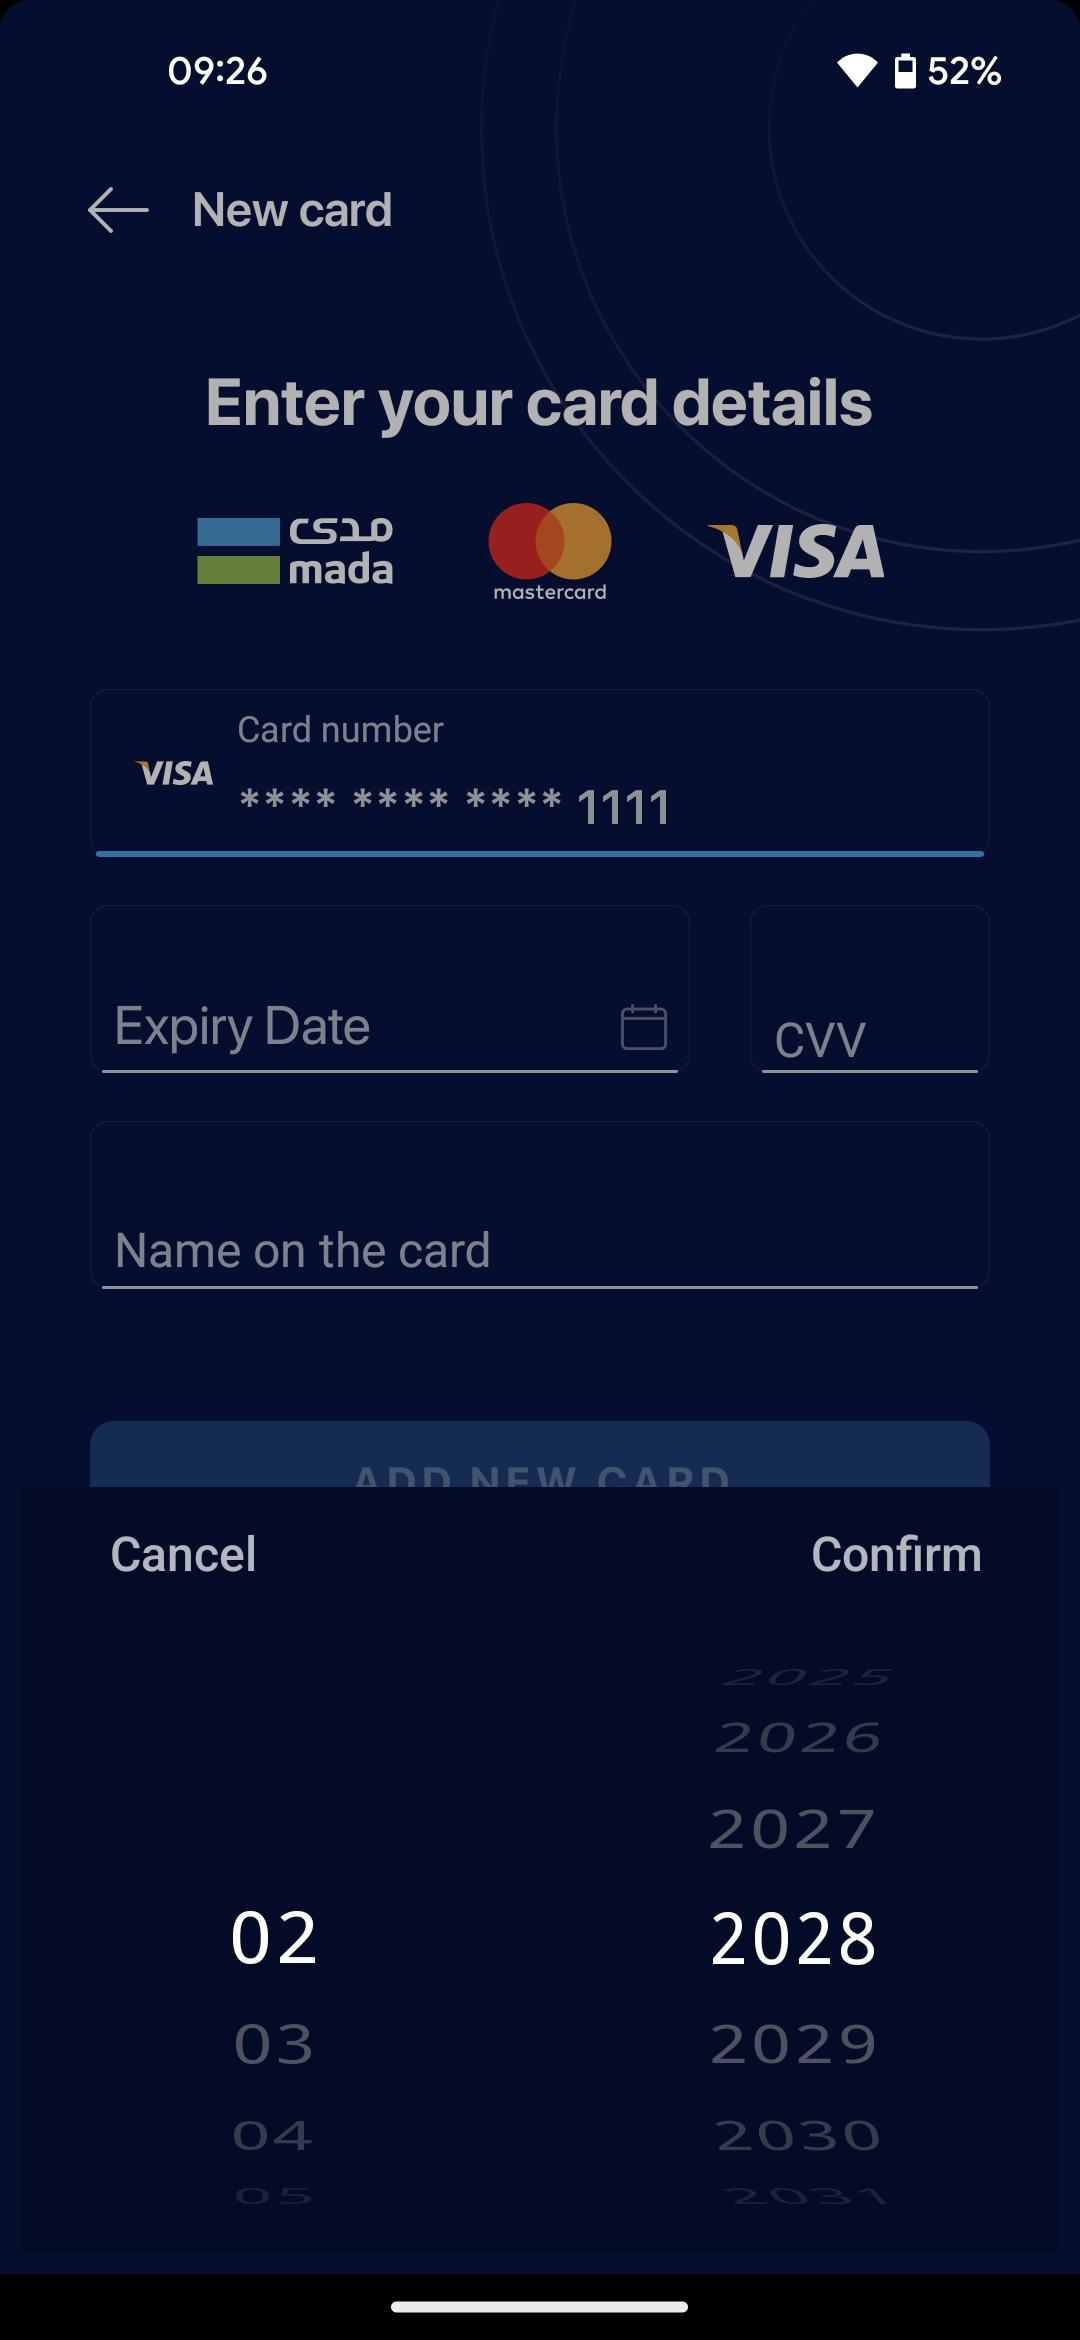 09:26
52%
New card
Enter your card details
مدى
mada
mastercard
VISA
Card number
VISA
**** **** **** 1111
Expiry Date
CVV
Name on the card
ADD NEW CARD
Cancel
Confirm
2025
2026
2027
02
2028
03
2029
04
2030
05
2031